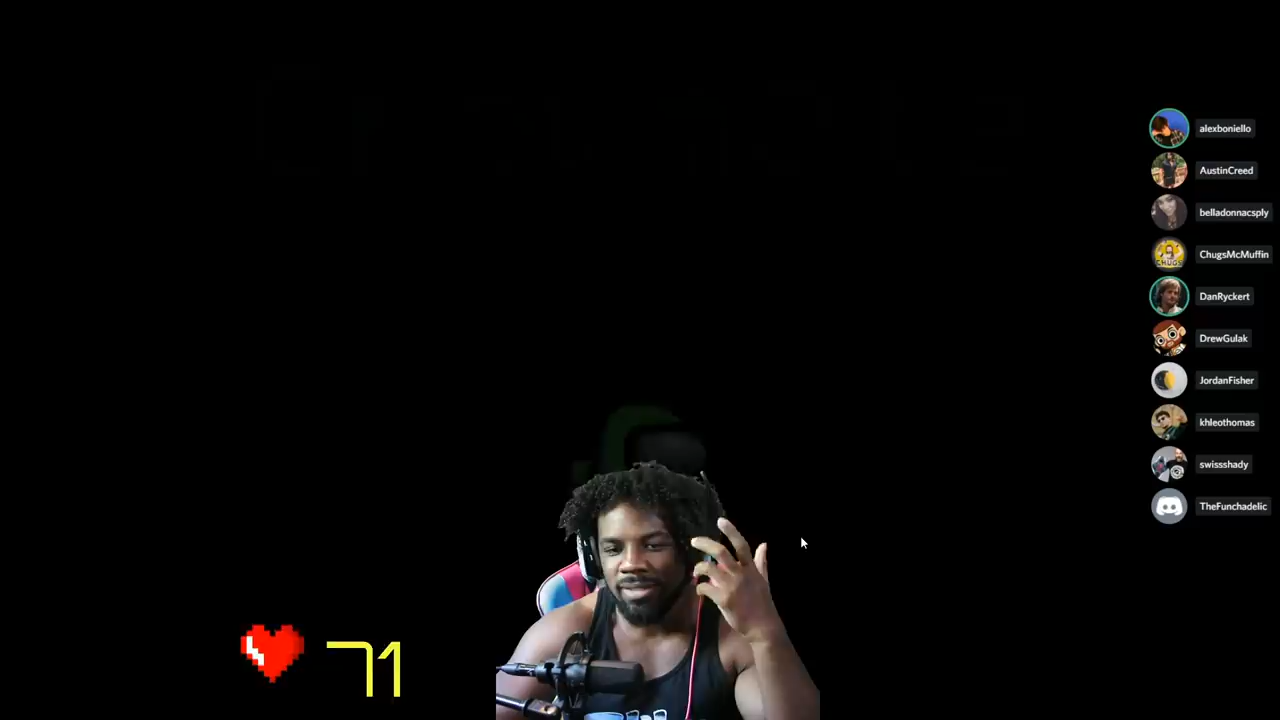 alexboniello
AustinCreed
belladonnacsply
ChugsMcMuffin
DanRyckert
DrewGulak
JordanFisher
khleothomas
swissshady
TheFunchadelic
71